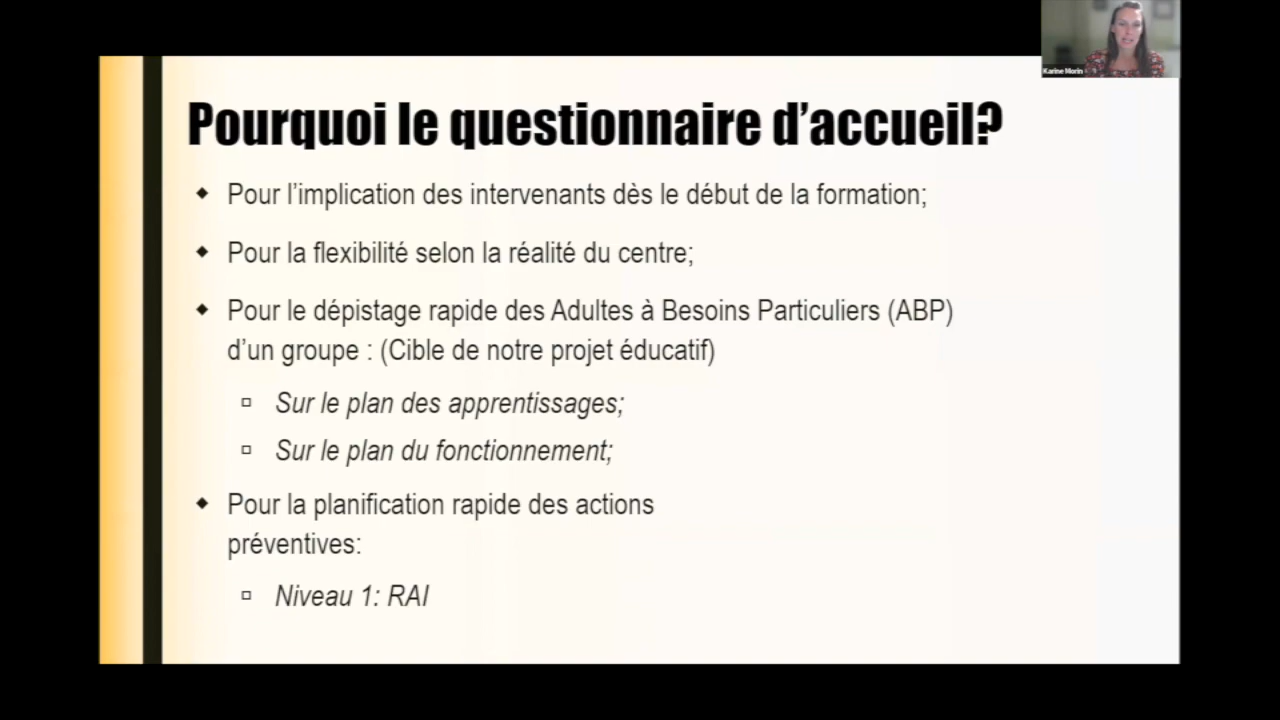 Karine Morin
Pourquoi le questionnaire d’accueil?
Pour l’implication des intervenants dès le début de la formation;
Pour la flexibilité selon la réalité du centre;
Pour le dépistage rapide des Adultes à Besoins Particuliers (ABP)
d’un groupe : (Cible de notre projet éducatif)
Sur le plan des apprentissages;
Sur le plan du fonctionnement;
Pour la planification rapide des actions
préventives:
Niveau 1: RAI